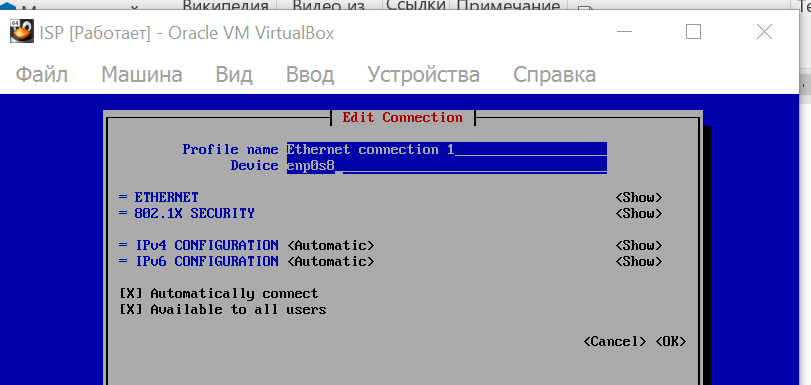 Википедия Видео из Ссылки Примечание
ISP [Работает] - Oracle VM VirtualBox
Файл Машина Вид Ввод Устройства Справка
Edit Connection
Profile name Ethernet connection 1
Device enp0s8
= ETHERNET <Show>
= 802.1X SECURITY <Show>
= IPv4 CONFIGURATION <Automatic> <Show>
= IPv6 CONFIGURATION <Automatic> <Show>
[X] Automatically connect
[X] Available to all users
<Cancel> <OK>